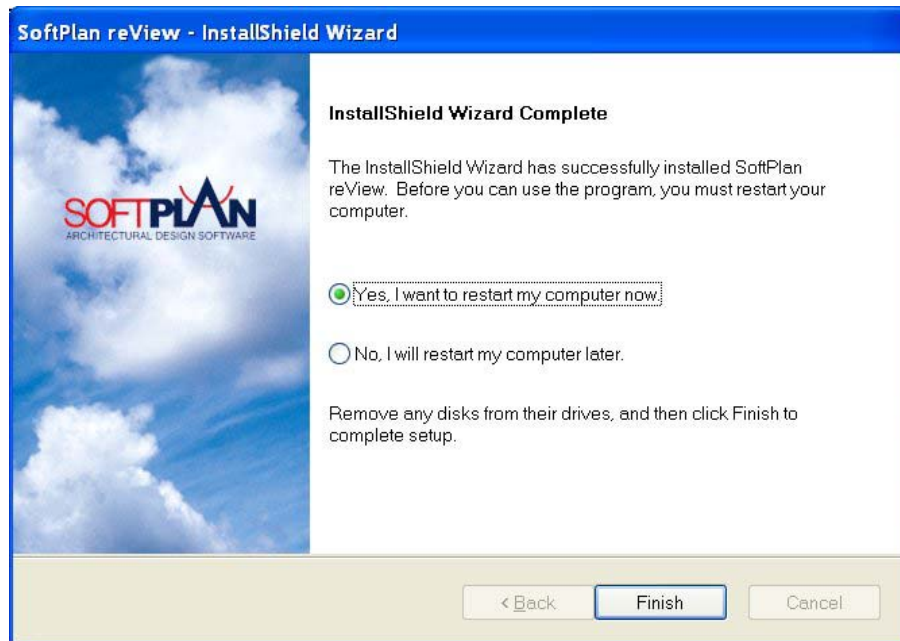 SoftPlan reView - InstallShield Wizard
InstallShield Wizard Complete
The InstallShield Wizard has successfully installed SoftPlan
reView. Before you can use the program, you must restart your
computer.
SOFTPLAN
ARCHITECTURAL DESIGN SOFTWARE
Yes, I want to restart my computer now.
No, I will restart my computer later.
Remove any disks from their drives, and then click Finish to
complete setup.
< Back
Finish
Cancel